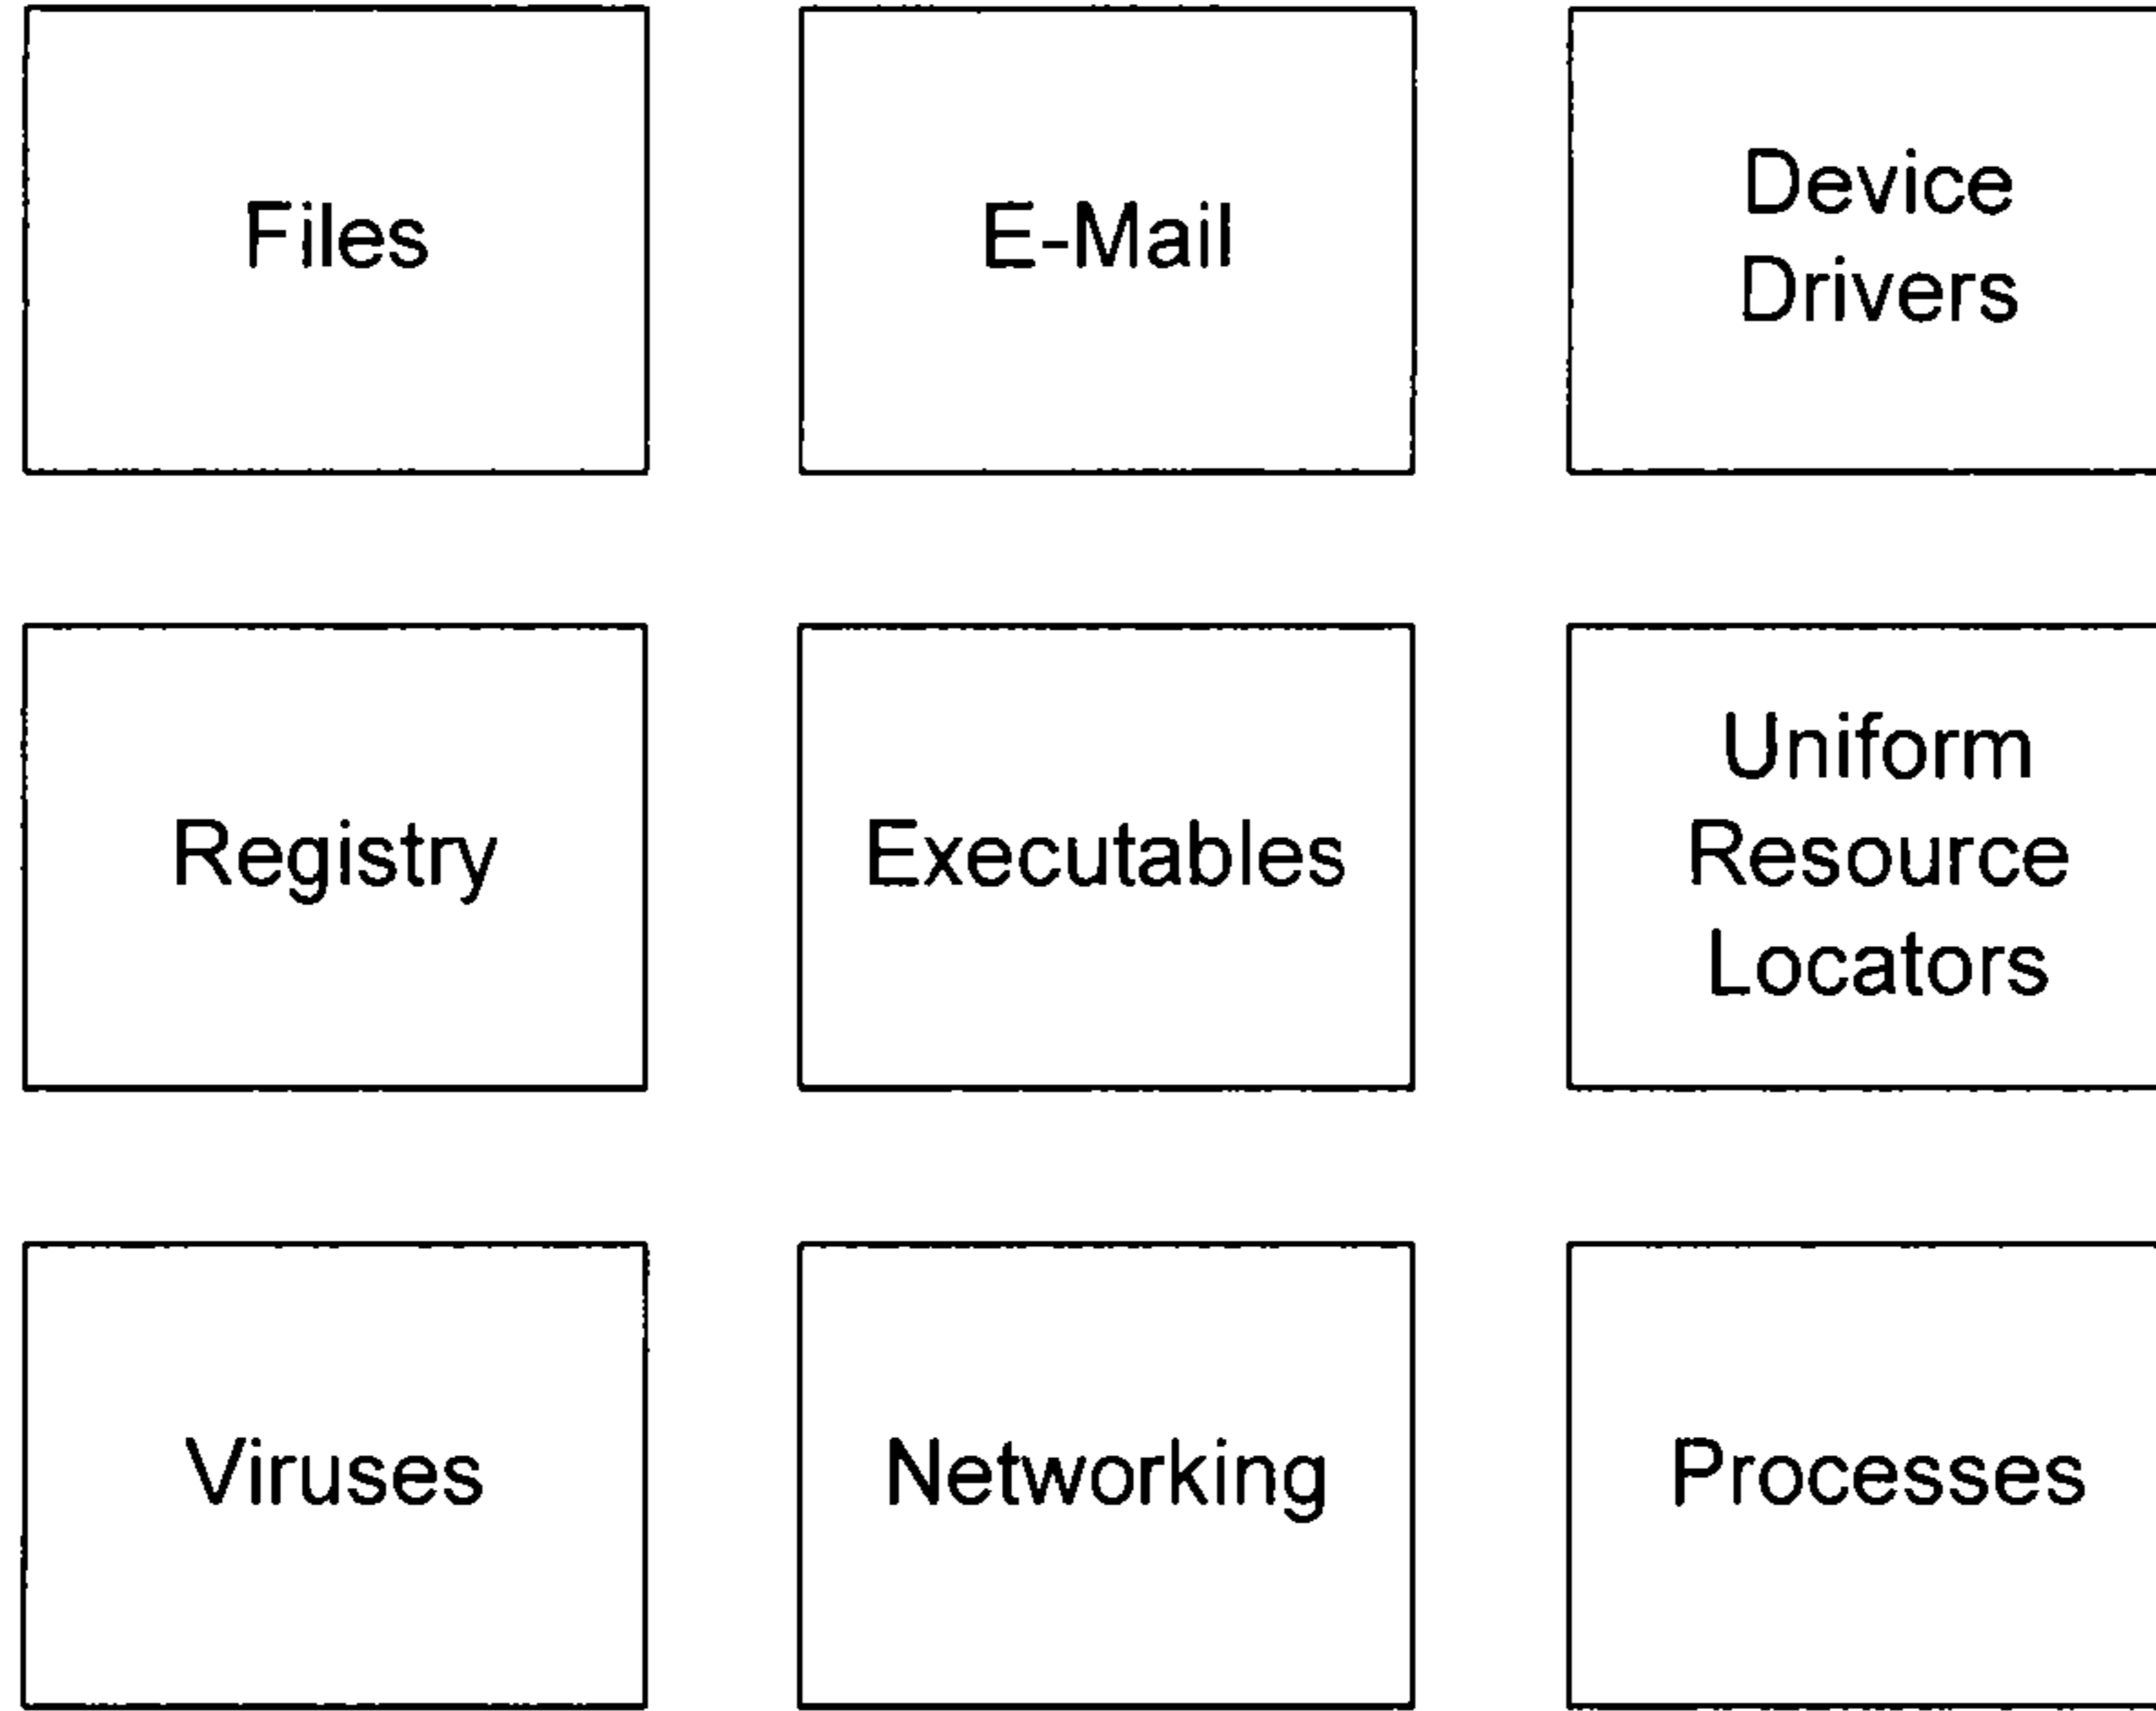 Files
E-Mail
Device
Drivers
Registry
Executables
Uniform
Resource
Locators
Viruses
Networking
Processes